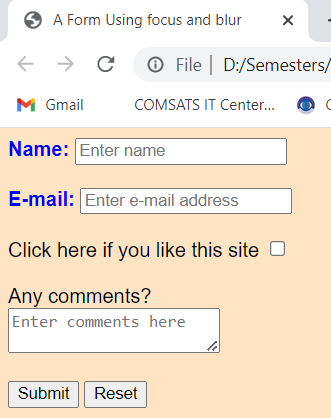 A Form Using focus and blur
File | D:/Semesters/
Gmail COMSATS IT Center...
Name: Enter name
E-mail: Enter e-mail address
Click here if you like this site
Any comments?
Enter comments here
Submit Reset